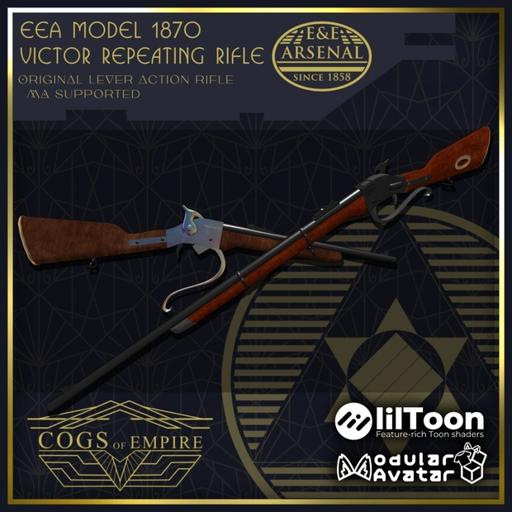 EEA MODEL 1870
VICTOR REPEATING RIFLE
ORIGINAL LEVER ACTION RIFLE
MA SUPPORTED
E&E
ARSENAL
SINCE 1858
COGS OF EMPIRE
lilToon
Feature-rich Toon shaders
Modular
Avatar